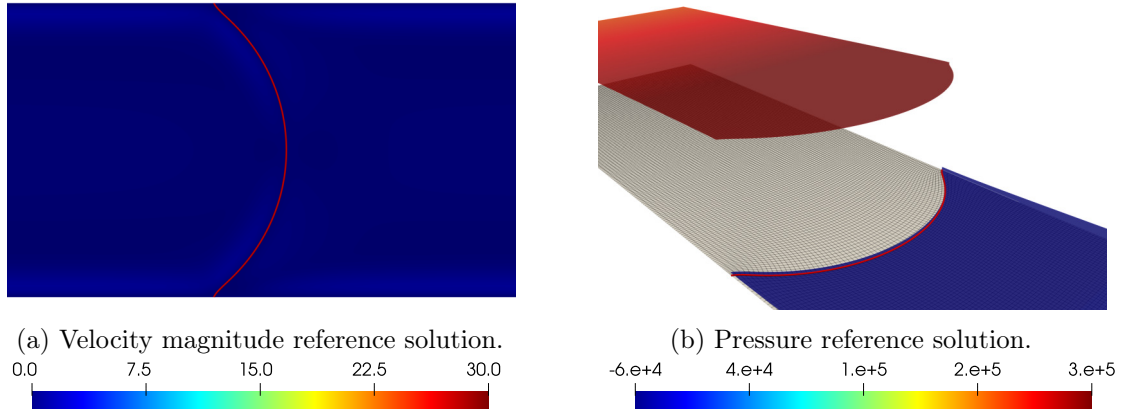 (a) Velocity magnitude reference solution.
(b) Pressure reference solution.
0.0 7.5 15.0 22.5 30.0
-6.e+4 4.e+4 1.e+5 2.e+5 3.e+5